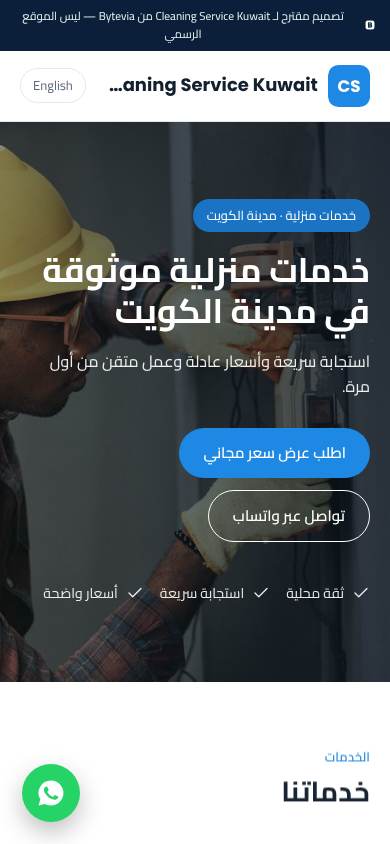 تصميم مقترح لـ Cleaning Service Kuwait من Bytevia — ليس الموقع
الرسمي
B
CS
...aning Service Kuwait
English
خدمات منزلية · مدينة الكويت
خدمات منزلية موثوقة
في مدينة الكويت
استجابة سريعة وأسعار عادلة وعمل متقن من أول
مرة.
اطلب عرض سعر مجاني
تواصل عبر واتساب
ثقة محلية
استجابة سريعة
أسعار واضحة
الخدمات
خدماتنا